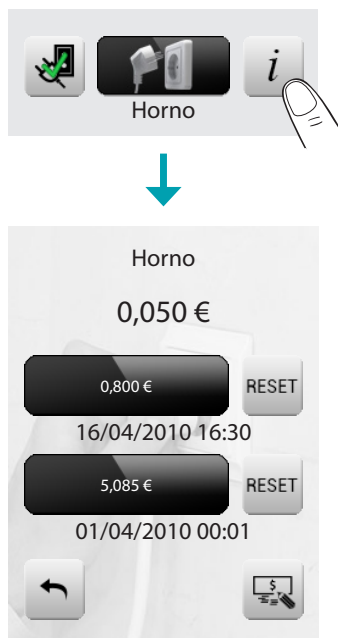 i
Horno
Horno
0,050 €
0,800 € RESET
16/04/2010 16:30
5,085 € RESET
01/04/2010 00:01
$